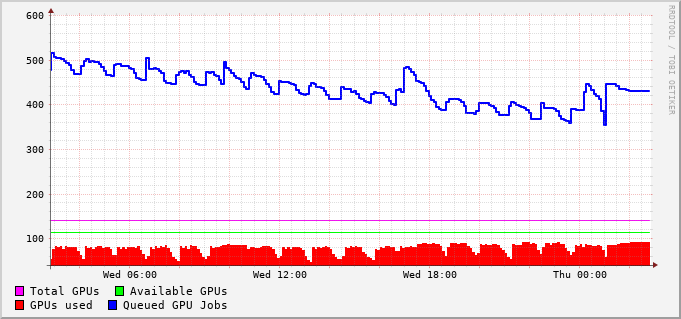 600
500
400
300
200
100
Wed 06:00
Wed 12:00
Wed 18:00
Thu 00:00
Total GPUs
Available GPUs
GPUs used
Queued GPU Jobs
RRDTOOL / TOBI OETIKER